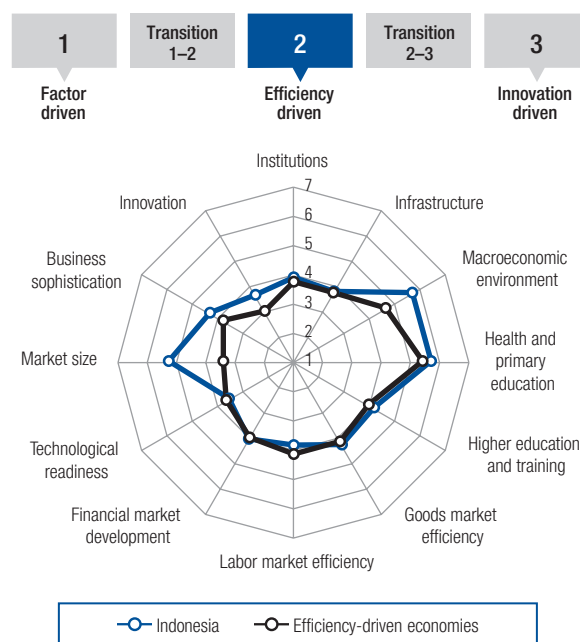 1
Transition
1–2
2
Transition
2–3
3
Factor
driven
Efficiency
driven
Innovation
driven
Institutions
7
Innovation
Infrastructure
6
5
Business
sophistication
Macroeconomic
environment
4
3
2
Market size
1
Health and
primary
education
Technological
readiness
Higher education
and training
Financial market
development
Goods market
efficiency
Labor market efficiency
Indonesia
Efficiency-driven economies